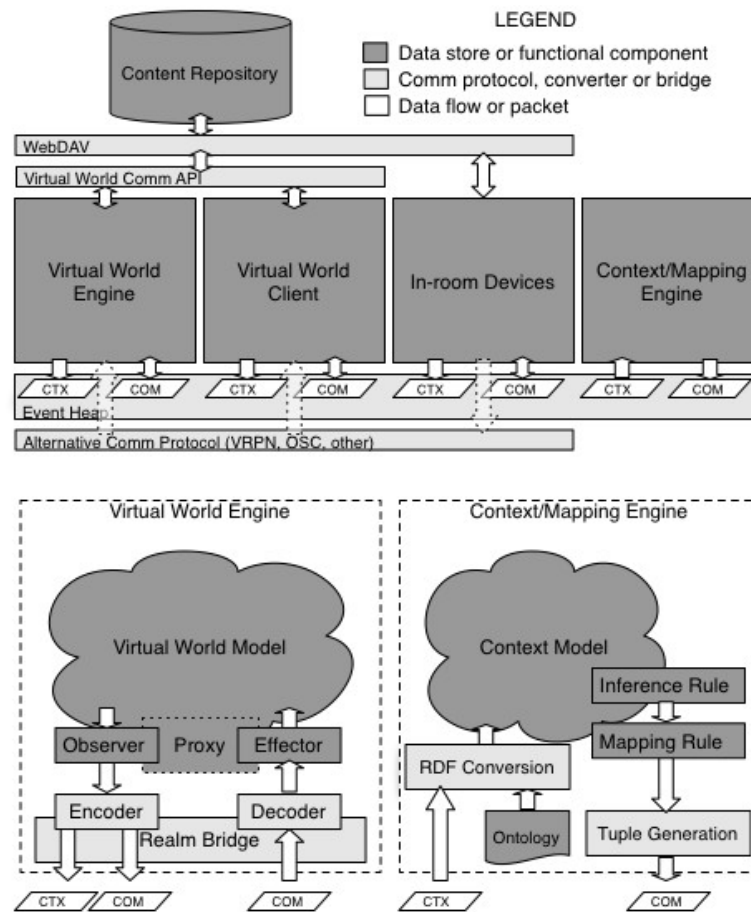 LEGEND
Data store or functional component
Comm protocol, converter or bridge
Data flow or packet
Content Repository
WebDAV
Virtual World Comm API
Virtual World
Engine
Virtual World
Client
In-room Devices
Context/Mapping
Engine
CTX
COM
CTX
COM
CTX
COM
CTX
COM
Event Heap
Alternative Comm Protocol (VRPN, OSC, other)
Virtual World Engine
Virtual World Model
Observer
Proxy
Effector
Encoder
Decoder
Realm Bridge
CTX
COM
COM
Context/Mapping Engine
Context Model
Inference Rule
Mapping Rule
RDF Conversion
Ontology
Tuple Generation
CTX
COM